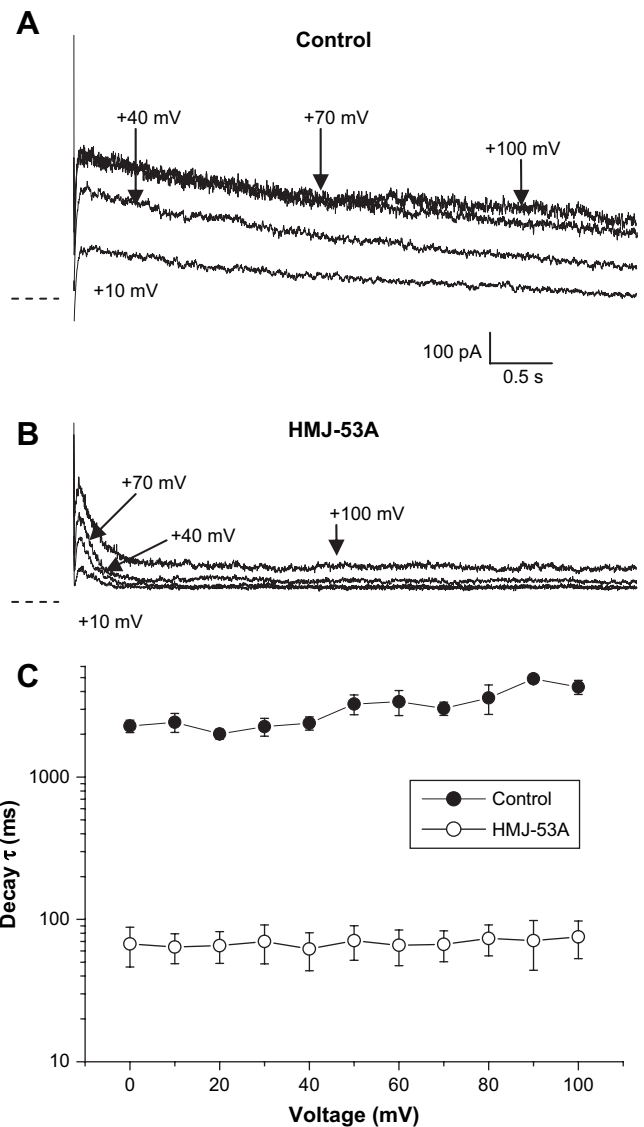 A
Control
+40 mV
+70 mV
+100 mV
+10 mV
100 pA
0.5 s
B
HMJ-53A
+70 mV
+100 mV
+40 mV
+10 mV
C
1000
100
10
Decay τ (ms)
Control
HMJ-53A
0 20 40 60 80 100
Voltage (mV)